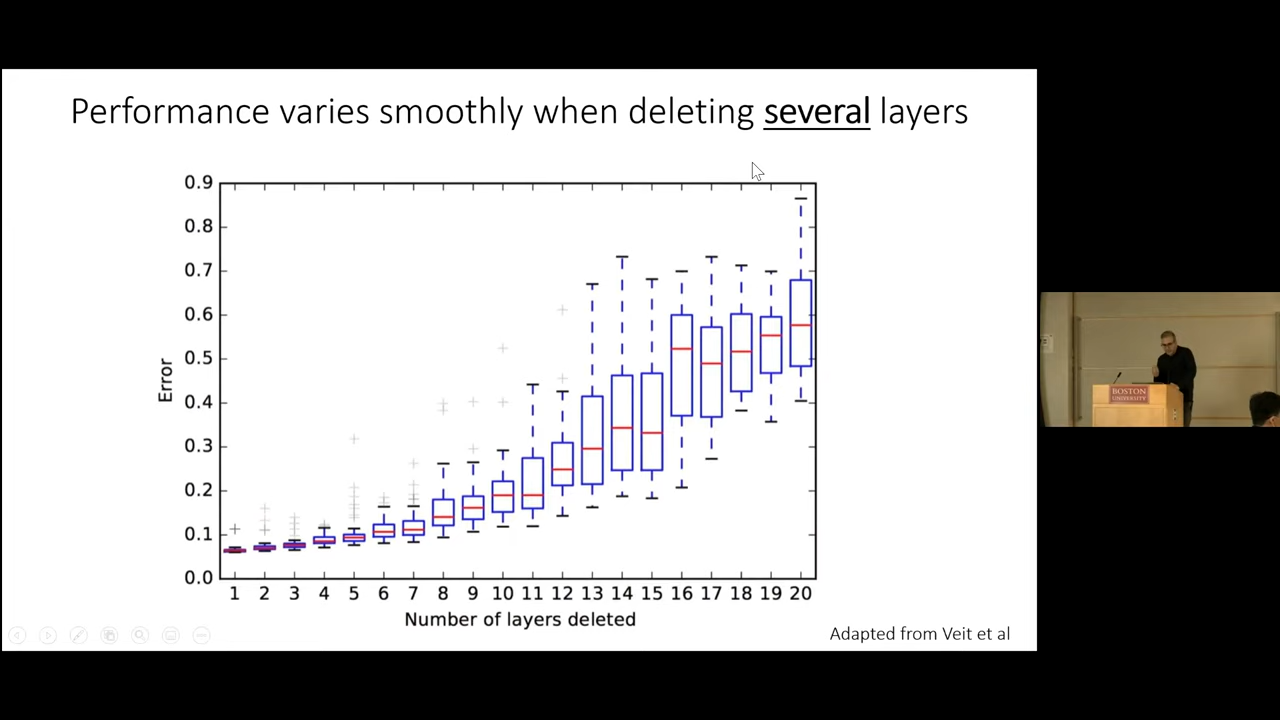 Performance varies smoothly when deleting several layers
0.9
0.8
0.7
0.6
0.5
0.4
0.3
0.2
0.1
0.0
Error
1 2 3 4 5 6 7 8 9 10 11 12 13 14 15 16 17 18 19 20
Number of layers deleted
Adapted from Veit et al
BOSTON
UNIVERSITY